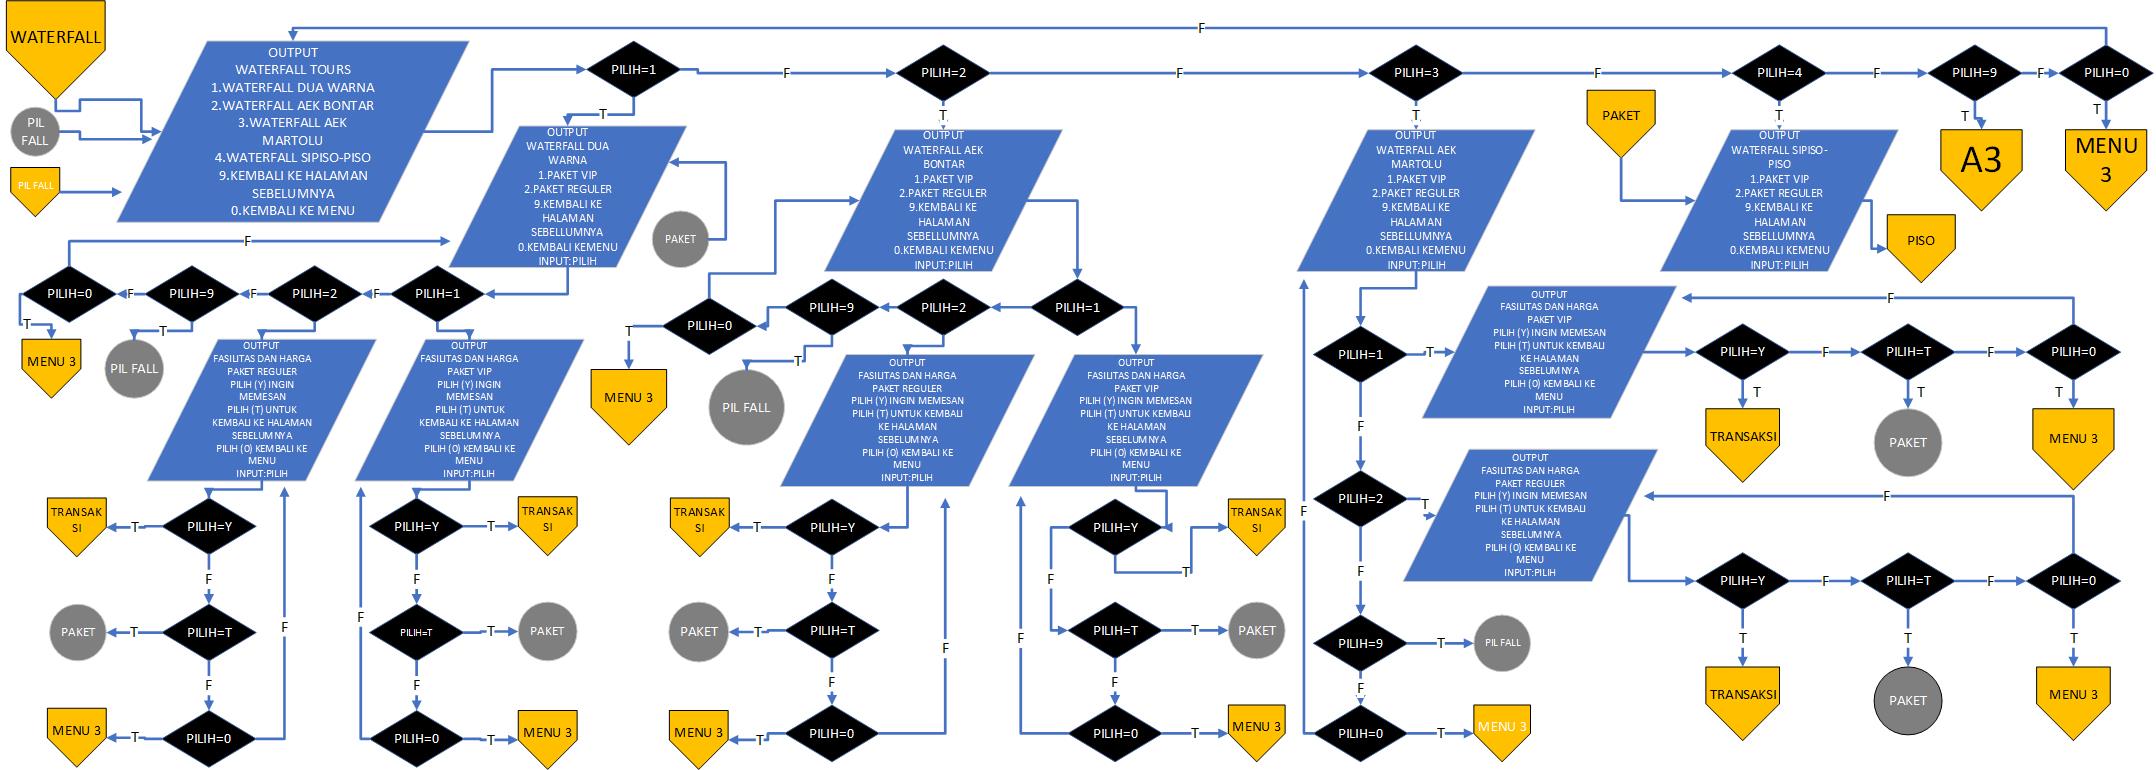 WATERFALL
PIL
FALL
PIL FALL
OUTPUT
WATERFALL TOURS
1.WATERFALL DUA WARNA
2.WATERFALL AEK BONTAR
3.WATERFALL AEK
MARTOLU
4.WATERFALL SIPISO-PISO
9.KEMBALI KE HALAMAN
SEBELUMNYA
0.KEMBALI KE MENU
F
PILIH=1
F
PILIH=2
F
PILIH=3
F
PILIH=4
F
PILIH=9
F
PILIH=0
T
T
T
T
T
T
OUTPUT
WATERFALL DUA
WARNA
1.PAKET VIP
2.PAKET REGULER
9.KEMBALI KE
HALAMAN
SEBELLUMNYA
0.KEMBALI KEMENU
INPUT:PILIH
PAKET
OUTPUT
WATERFALL AEK
BONTAR
1.PAKET VIP
2.PAKET REGULER
9.KEMBALI KE
HALAMAN
SEBELLUMNYA
0.KEMBALI KEMENU
INPUT:PILIH
OUTPUT
WATERFALL AEK
MARTOLU
1.PAKET VIP
2.PAKET REGULER
9.KEMBALI KE
HALAMAN
SEBELLUMNYA
0.KEMBALI KEMENU
INPUT:PILIH
PAKET
OUTPUT
WATERFALL SIPISO-
PISO
1.PAKET VIP
2.PAKET REGULER
9.KEMBALI KE
HALAMAN
SEBELLUMNYA
0.KEMBALI KEMENU
INPUT:PILIH
PISO
A3
MENU
3
F
PILIH=0
F
PILIH=9
F
PILIH=2
F
PILIH=1
T
T
MENU 3
PIL FALL
OUTPUT
FASILITAS DAN HARGA
PAKET REGULER
PILIH (Y) INGIN
MEMESAN
PILIH (T) UNTUK
KEMBALI KE HALAMAN
SEBELUMNYA
PILIH (0) KEMBALI KE
MENU
INPUT:PILIH
OUTPUT
FASILITAS DAN HARGA
PAKET VIP
PILIH (Y) INGIN
MEMESAN
PILIH (T) UNTUK
KEMBALI KE HALAMAN
SEBELUMNYA
PILIH (0) KEMBALI KE
MENU
INPUT:PILIH
TRANSAK
SI
T
PILIH=Y
F
PAKET
T
PILIH=T
F
F
MENU 3
T
PILIH=0
PILIH=Y
T
TRANSAK
SI
F
PILIH=T
T
PAKET
F
F
PILIH=0
T
MENU 3
PILIH=0
PILIH=9
PILIH=2
PILIH=1
T
T
MENU 3
PIL FALL
OUTPUT
FASILITAS DAN HARGA
PAKET REGULER
PILIH (Y) INGIN MEMESAN
PILIH (T) UNTUK KEMBALI
KE HALAMAN
SEBELUMNYA
PILIH (0) KEMBALI KE
MENU
INPUT:PILIH
OUTPUT
FASILITAS DAN HARGA
PAKET VIP
PILIH (Y) INGIN MEMESAN
PILIH (T) UNTUK KEMBALI
KE HALAMAN
SEBELUMNYA
PILIH (0) KEMBALI KE
MENU
INPUT:PILIH
TRANSAK
SI
T
PILIH=Y
F
PAKET
T
PILIH=T
F
F
MENU 3
T
PILIH=0
PILIH=Y
T
TRANSAK
SI
F
PILIH=T
T
PAKET
F
F
PILIH=0
T
MENU 3
PILIH=1
T
F
PILIH=2
T
F
F
PILIH=9
T
PIL FALL
F
PILIH=0
T
MENU 3
OUTPUT
FASILITAS DAN HARGA
PAKET VIP
PILIH (Y) INGIN MEMESAN
PILIH (T) UNTUK KEMBALI
KE HALAMAN
SEBELUMNYA
PILIH (0) KEMBALI KE
MENU
INPUT:PILIH
F
PILIH=Y
F
PILIH=T
F
PILIH=0
T
T
T
TRANSAKSI
PAKET
MENU 3
OUTPUT
FASILITAS DAN HARGA
PAKET REGULER
PILIH (Y) INGIN MEMESAN
PILIH (T) UNTUK KEMBALI
KE HALAMAN
SEBELUMNYA
PILIH (0) KEMBALI KE
MENU
INPUT:PILIH
F
PILIH=Y
F
PILIH=T
F
PILIH=0
T
T
T
TRANSAKSI
PAKET
MENU 3